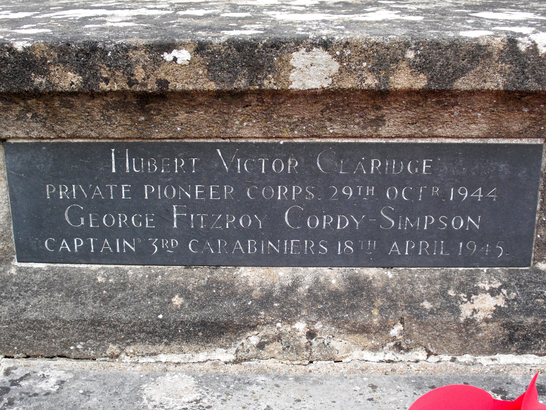 Hubert Victor Claridge
PRIVATE PIONEER CORPS. 29TH OCTR. 1944
George Fitzroy Cordy-Simpson
CAPTAIN 3RD CARABINIERS 18TH APRIL 1945.